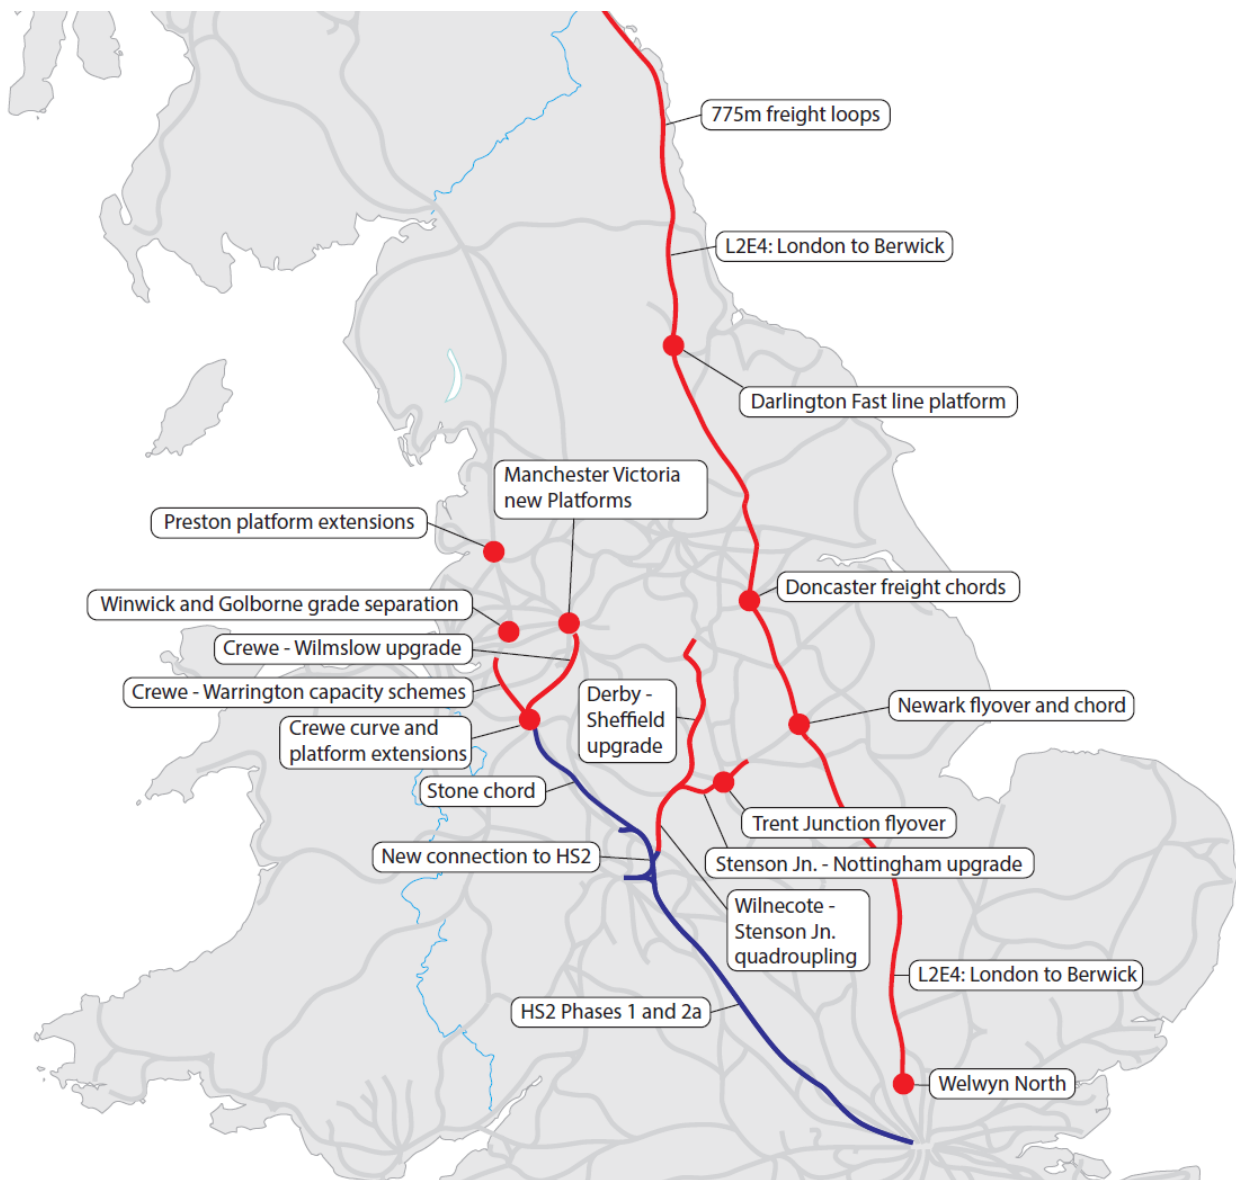 775m freight loops
L2E4: London to Berwick
Darlington Fast line platform
Manchester Victoria
new Platforms
Preston platform extensions
Doncaster freight chords
Winwick and Golborne grade separation
Crewe - Wilmslow upgrade
Crewe - Warrington capacity schemes
Derby -
Sheffield
upgrade
Newark flyover and chord
Crewe curve and
platform extensions
Stone chord
Trent Junction flyover
New connection to HS2
Stenson Jn. - Nottingham upgrade
Wilnecote -
Stenson Jn.
quadroupling
L2E4: London to Berwick
HS2 Phases 1 and 2a
Welwyn North